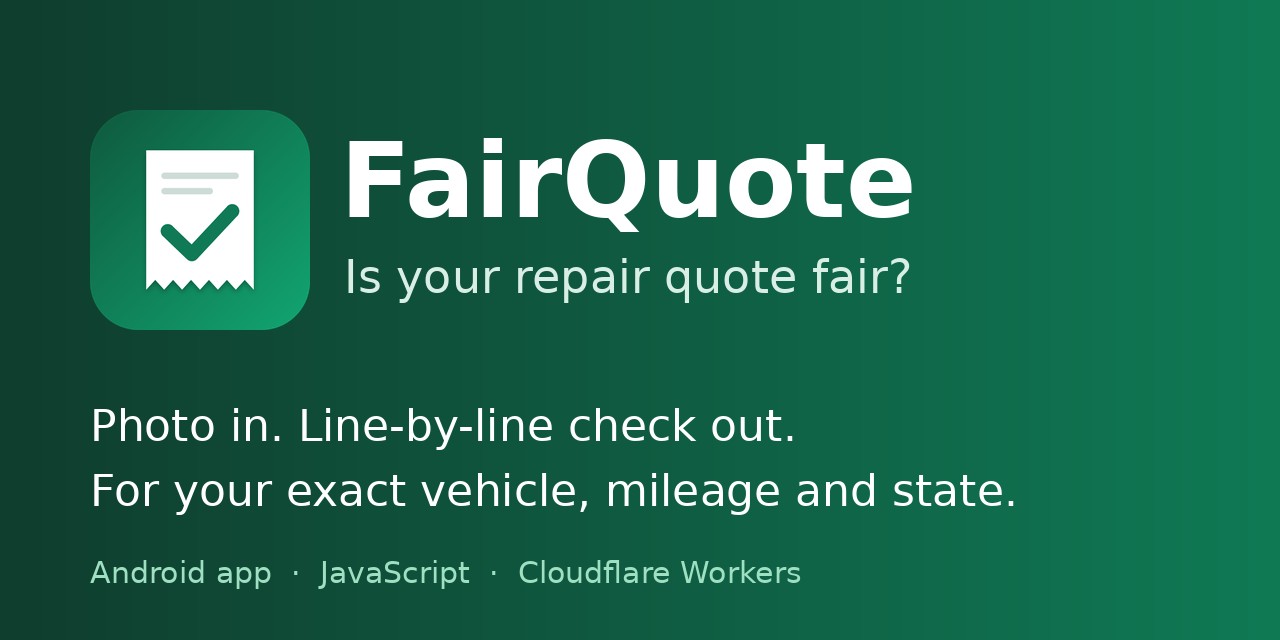 FairQuote
Is your repair quote fair?
Photo in. Line-by-line check out.
For your exact vehicle, mileage and state.
Android app · JavaScript · Cloudflare Workers